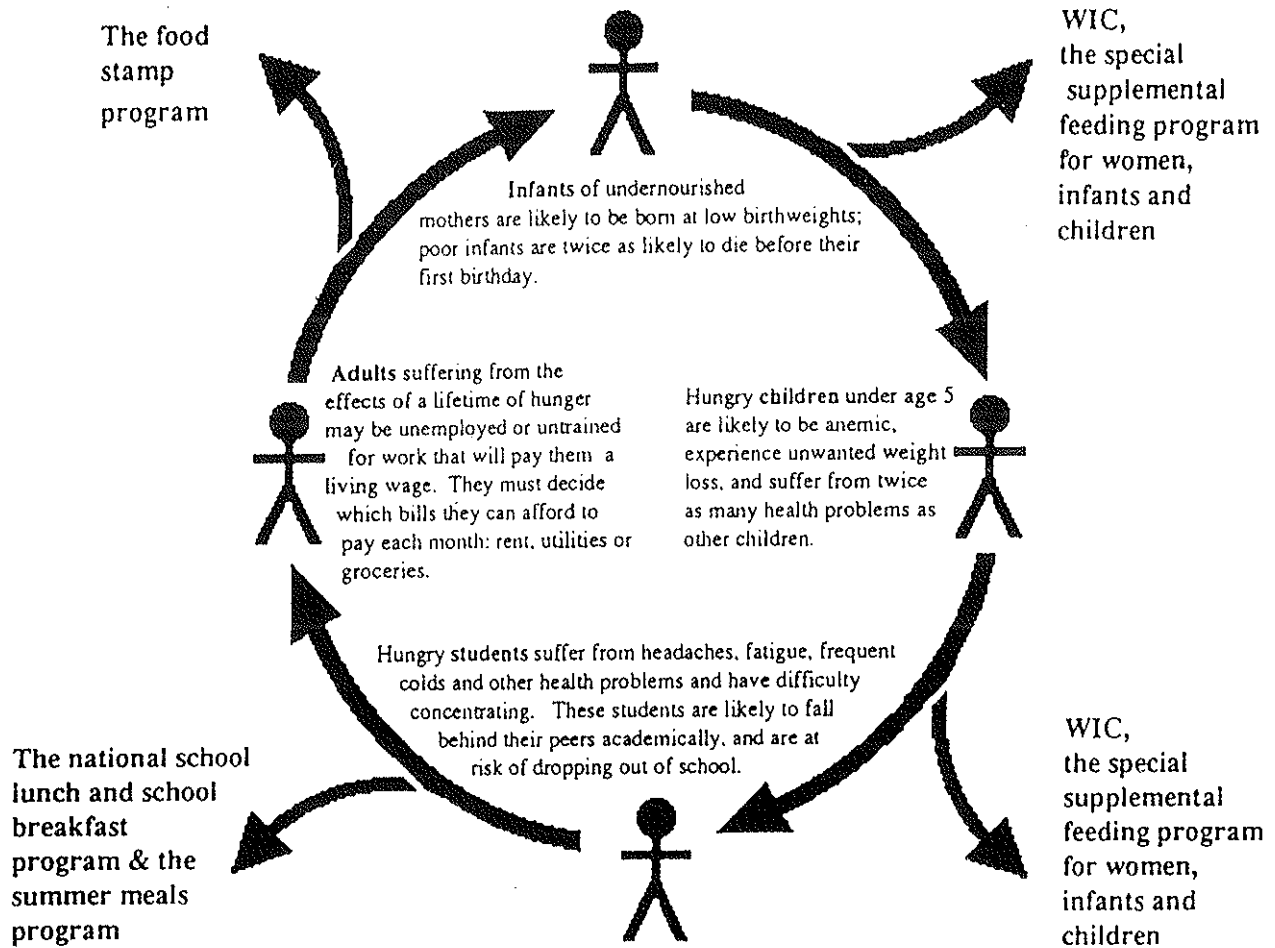 The food
stamp
program
WIC,
the special
supplemental
feeding program
for women,
infants and
children
Infants of undernourished
mothers are likely to be born at low birthweights;
poor infants are twice as likely to die before their
first birthday.
Adults suffering from the
effects of a lifetime of hunger
may be unemployed or untrained
for work that will pay them a
living wage. They must decide
which bills they can afford to
pay each month: rent, utilities or
groceries.
Hungry children under age 5
are likely to be anemic,
experience unwanted weight
loss, and suffer from twice
as many health problems as
other children.
Hungry students suffer from headaches, fatigue, frequent
colds and other health problems and have difficulty
concentrating. These students are likely to fall
behind their peers academically, and are at
risk of dropping out of school.
The national school
lunch and school
breakfast
program & the
summer meals
program
WIC,
the special
supplemental
feeding program
for women,
infants and
children